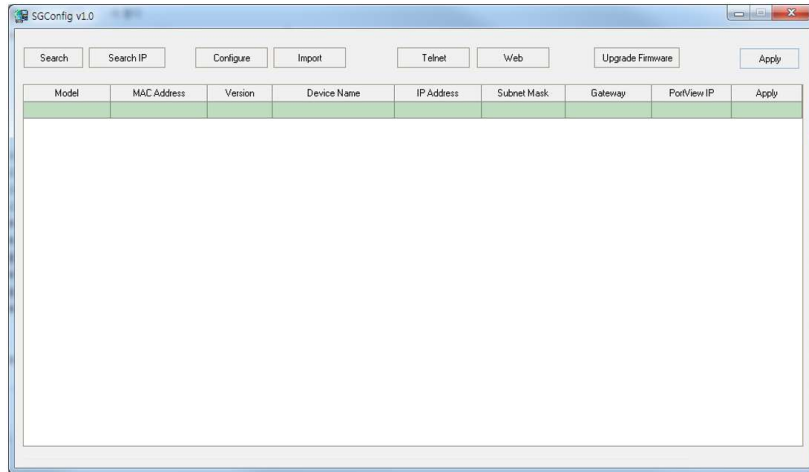 SGConfig v1.0
Search Search IP Configure Import Telnet Web Upgrade Firmware Apply
Model MAC Address Version Device Name IP Address Subnet Mask Gateway PortView IP Apply